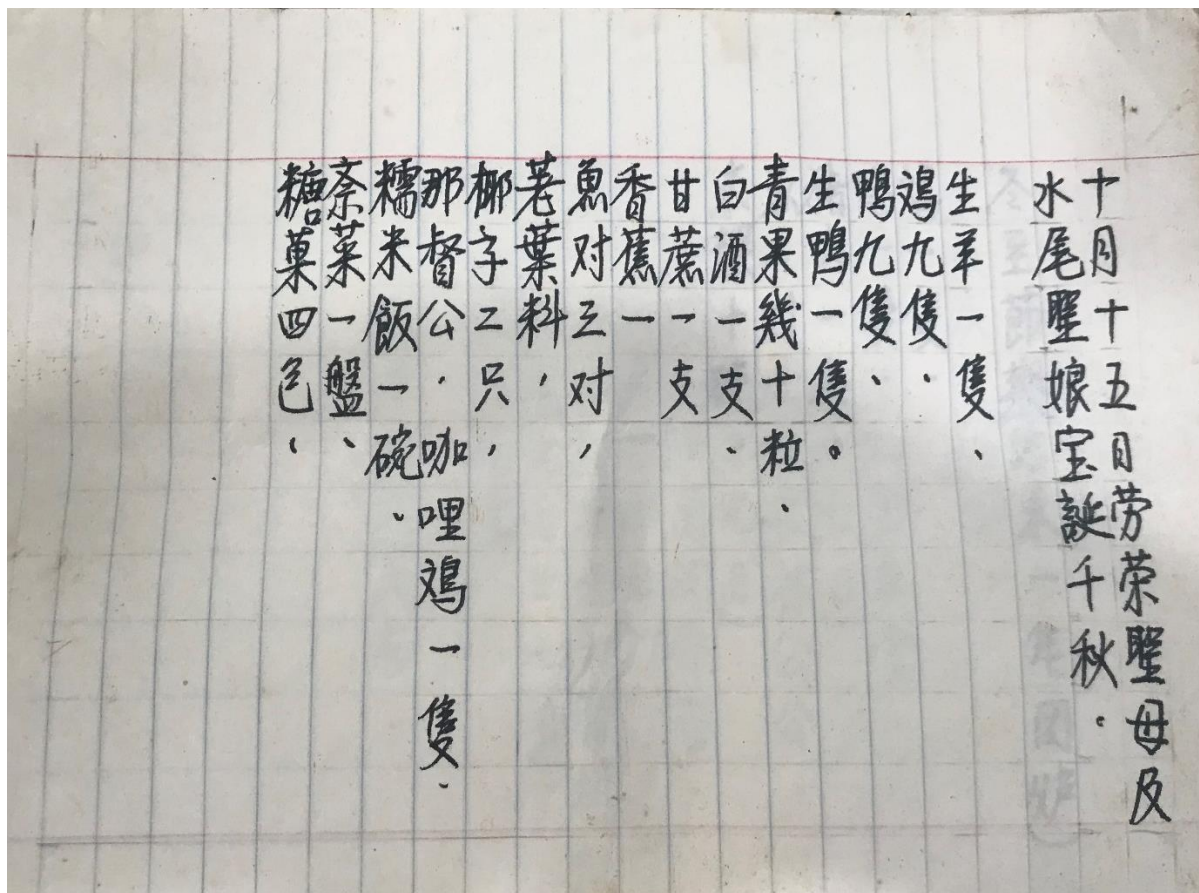 十月十五日劳荣聖母及
水尾聖娘宝誕千秋。
生羊一隻、
鸡九隻、
鴨九隻、
生鴨一隻。
青果幾十粒、
白酒一支、
甘蔗一支
香蕉一
魚对三对,
荖葉料,
椰子二只,
那督公、咖哩鸡一隻、
糯米飯一碗、
斋菜一盤、
糖菓四色、